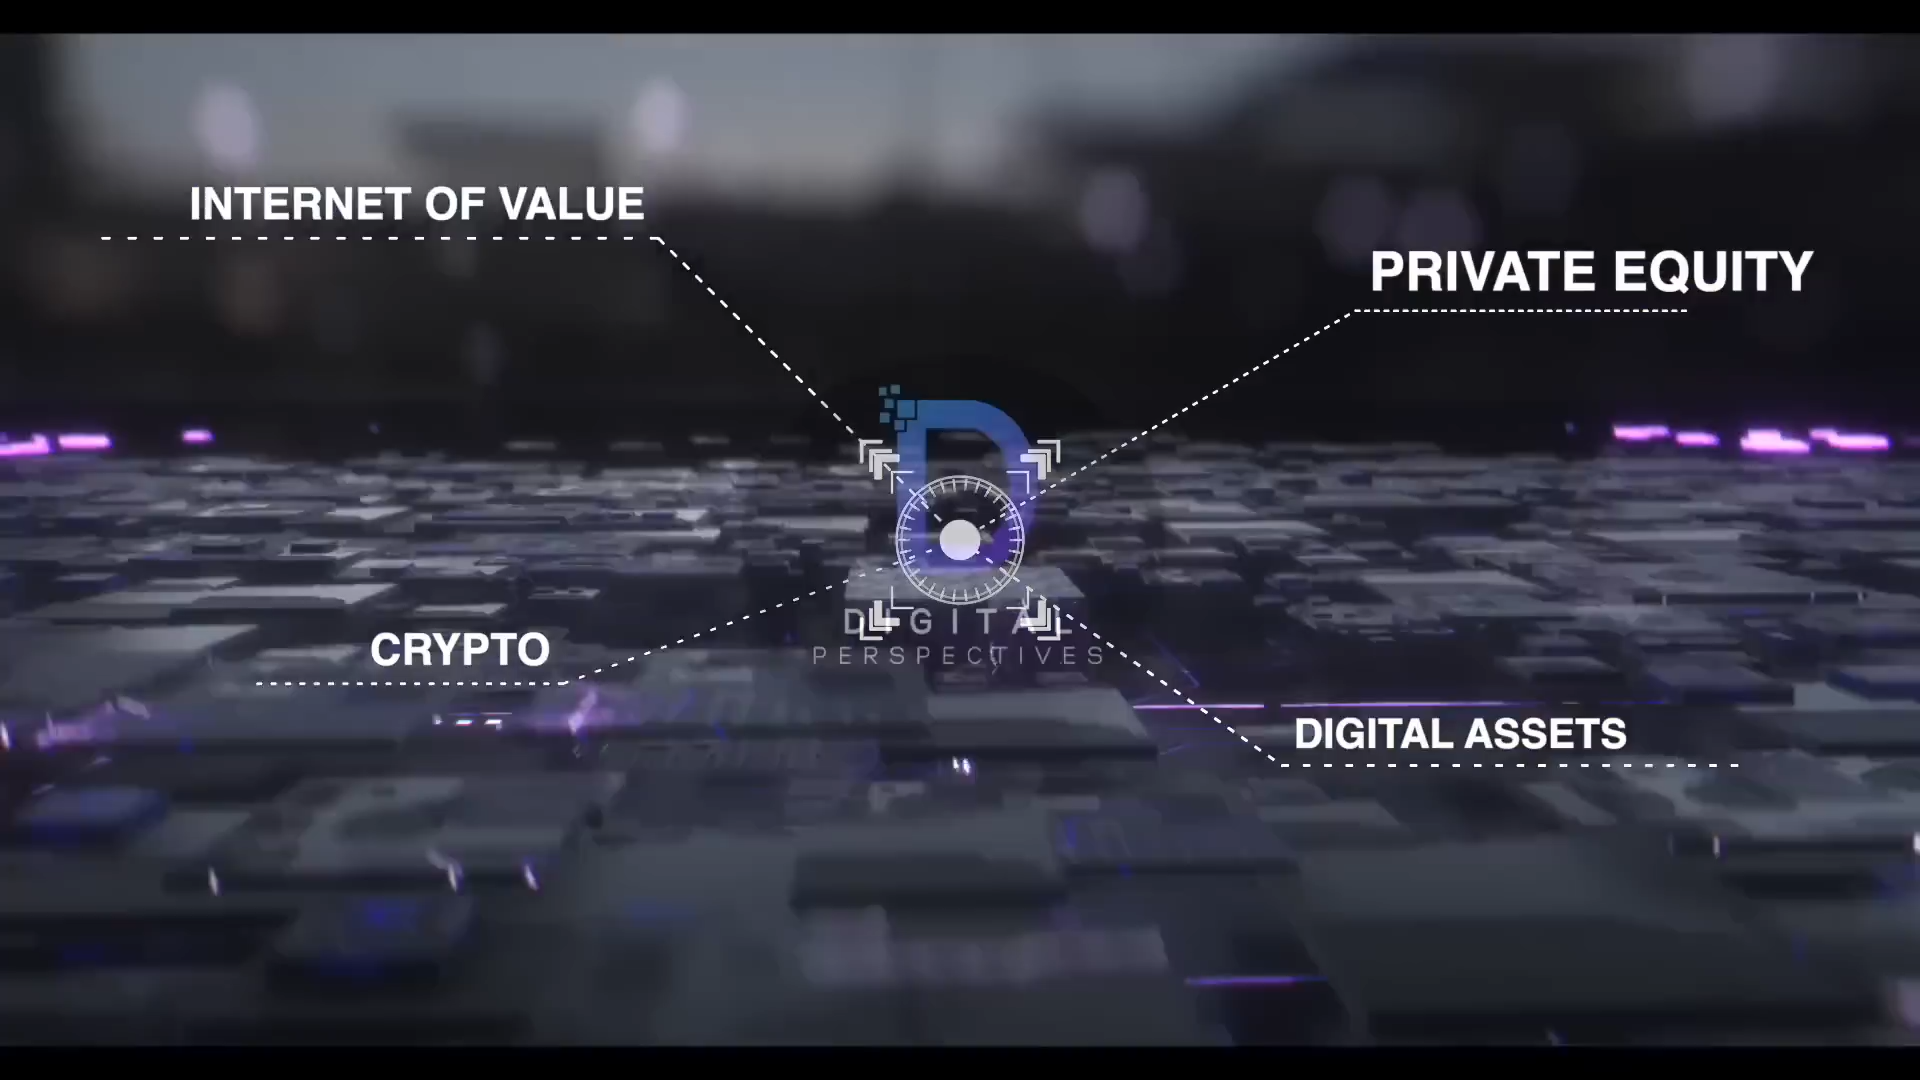 INTERNET OF VALUE
PRIVATE EQUITY
DIGITAL
PERSPECTIVES
CRYPTO
DIGITAL ASSETS